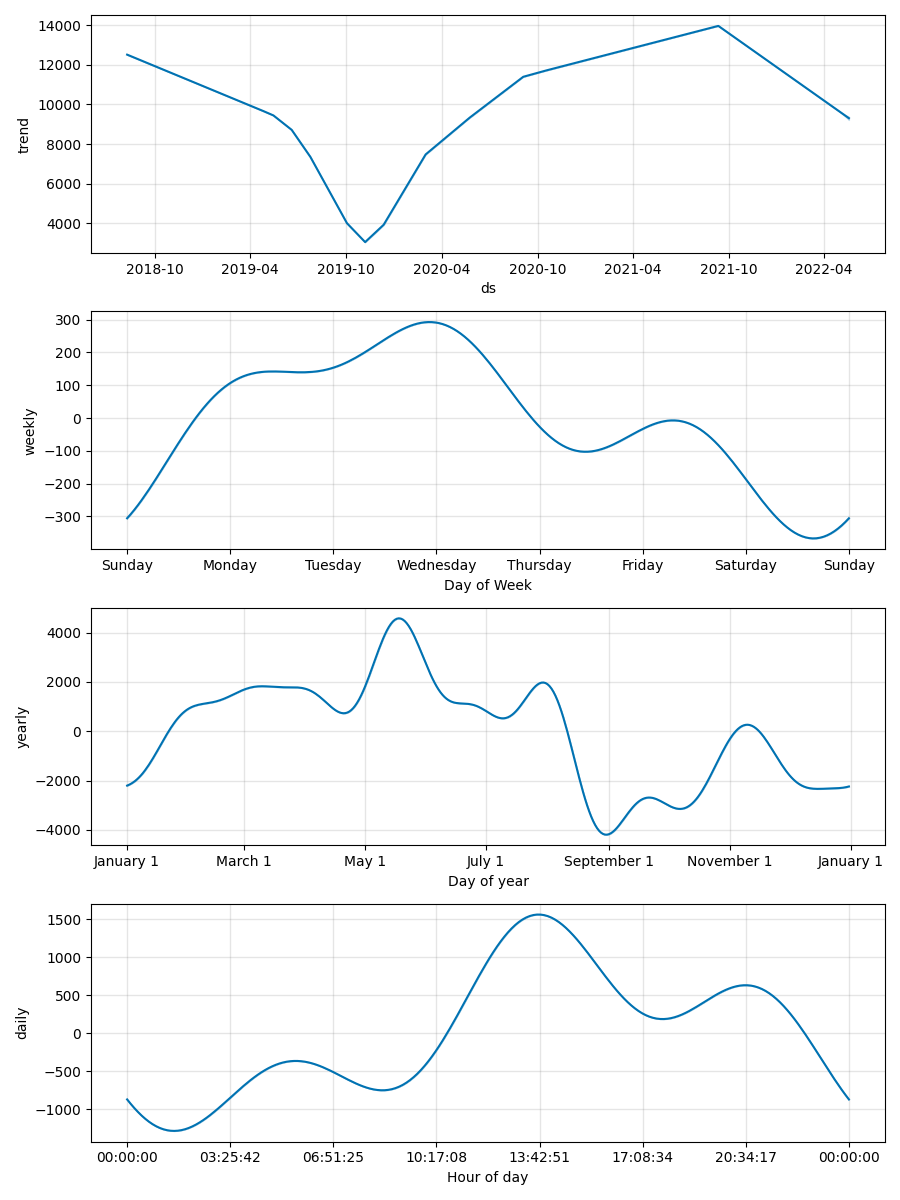 14000
12000
10000
8000
6000
4000
trend
2018-10 2019-04 2019-10 2020-04 2020-10 2021-04 2021-10 2022-04
ds
300
200
100
0
−100
−200
−300
weekly
Sunday Monday Tuesday Wednesday Thursday Friday Saturday Sunday
Day of Week
4000
2000
0
−2000
−4000
yearly
January 1 March 1 May 1 July 1 September 1 November 1 January 1
Day of year
1500
1000
500
0
−500
−1000
daily
00:00:00 03:25:42 06:51:25 10:17:08 13:42:51 17:08:34 20:34:17 00:00:00
Hour of day